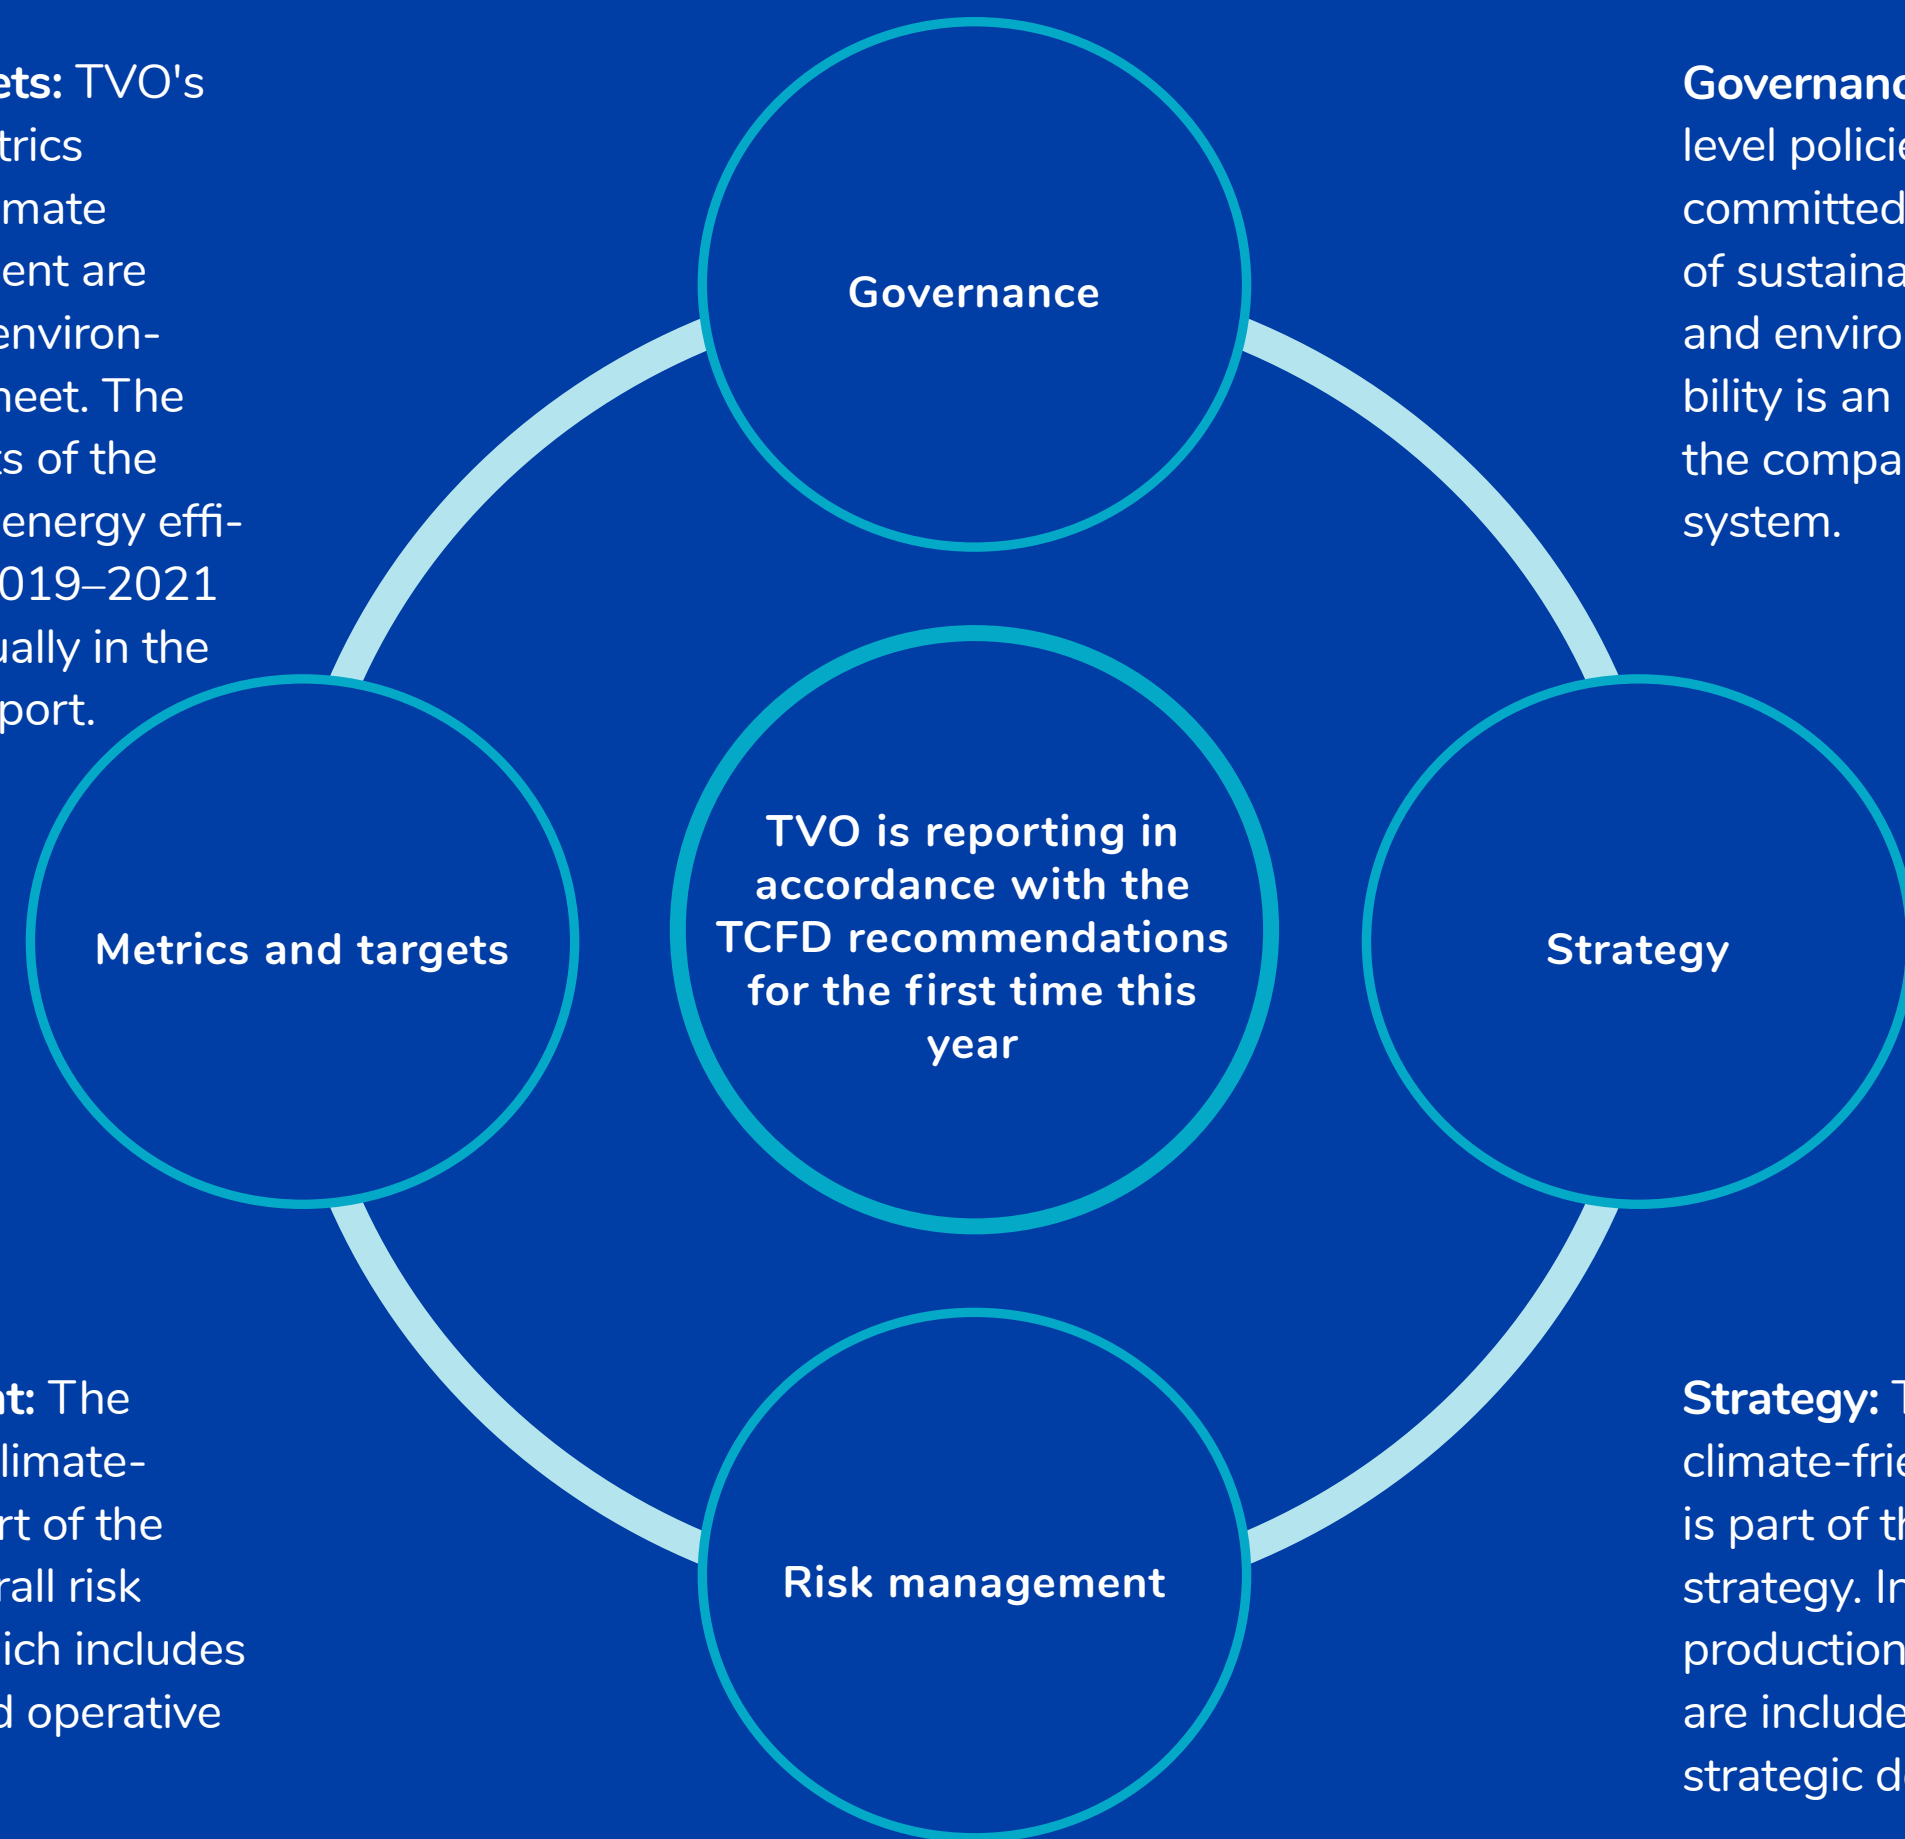 ets: TVO's
trics
mate
ent are
environ-
heet. The
ts of the
energy effi-
019–2021
ually in the
port.
Governanc
level policie
committed
of sustaina
and enviro
bility is an
the compa
system.
Governance
Metrics and targets
TVO is reporting in
accordance with the
TCFD recommendations
for the first time this
year
Strategy
Risk management
nt: The
limate-
rt of the
rall risk
ich includes
d operative
Strategy: T
climate-frie
is part of th
strategy. In
production
are include
strategic d